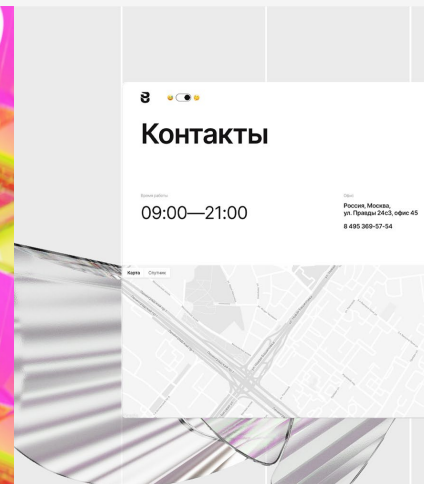 Контакты
Время работы
09:00—21:00
Офис
Россия, Москва,
ул. Правды 24с3, офис 45
8 495 369-57-54
Карта Спутник